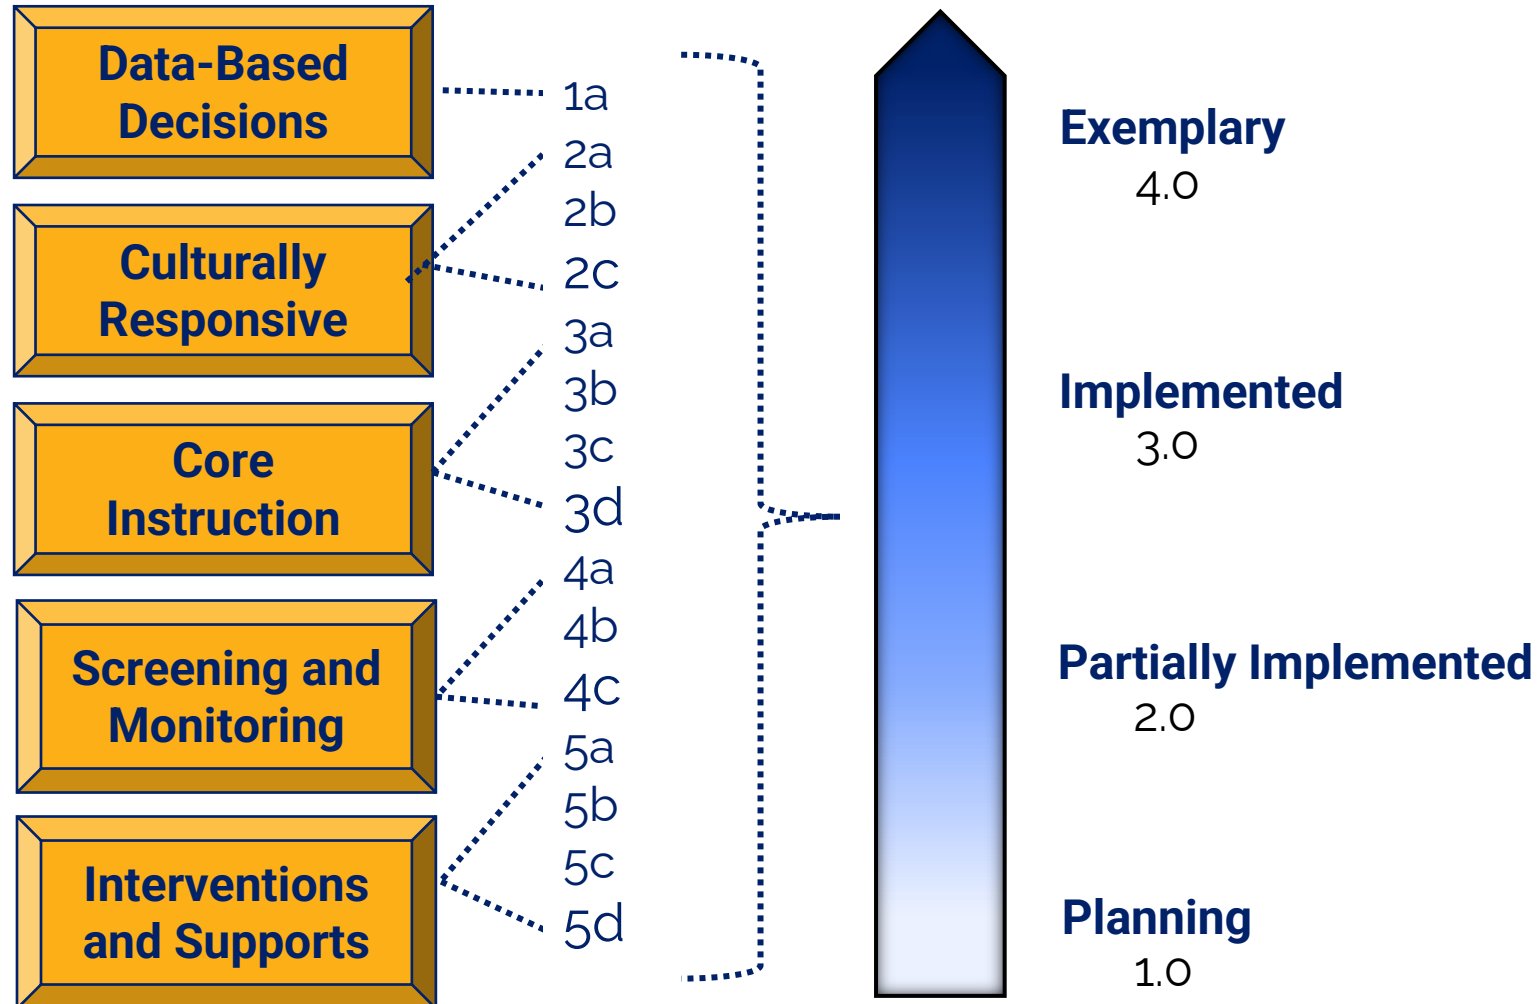 Data-Based
Decisions
Culturally
Responsive
Core
Instruction
Screening and
Monitoring
Interventions
and Supports
1a
2a
2b
2c
3a
3b
3c
3d
4a
4b
4c
5a
5b
5c
5d
Exemplary
4.0
Implemented
3.0
Partially Implemented
2.0
Planning
1.0